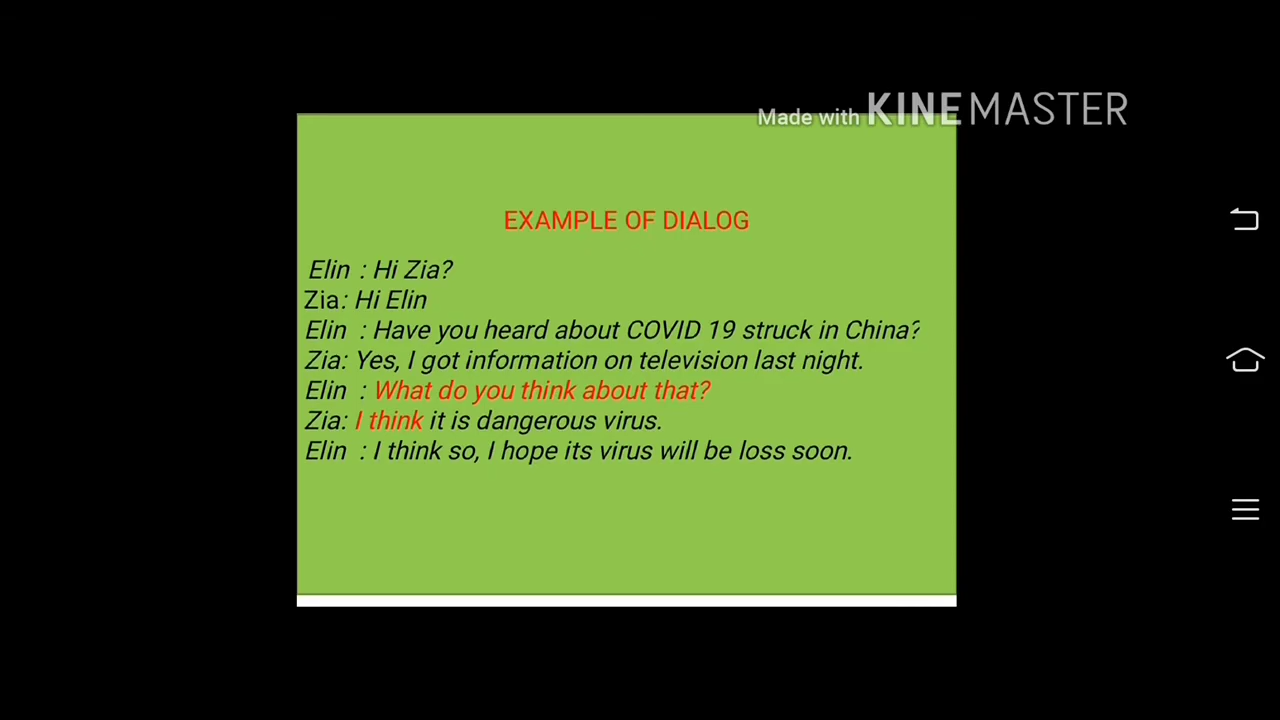 Made with KINEMASTER
EXAMPLE OF DIALOG
Elin : Hi Zia?
Zia: Hi Elin
Elin : Have you heard about COVID 19 struck in China?
Zia: Yes, I got information on television last night.
Elin : What do you think about that?
Zia: I think it is dangerous virus.
Elin : I think so, I hope its virus will be loss soon.